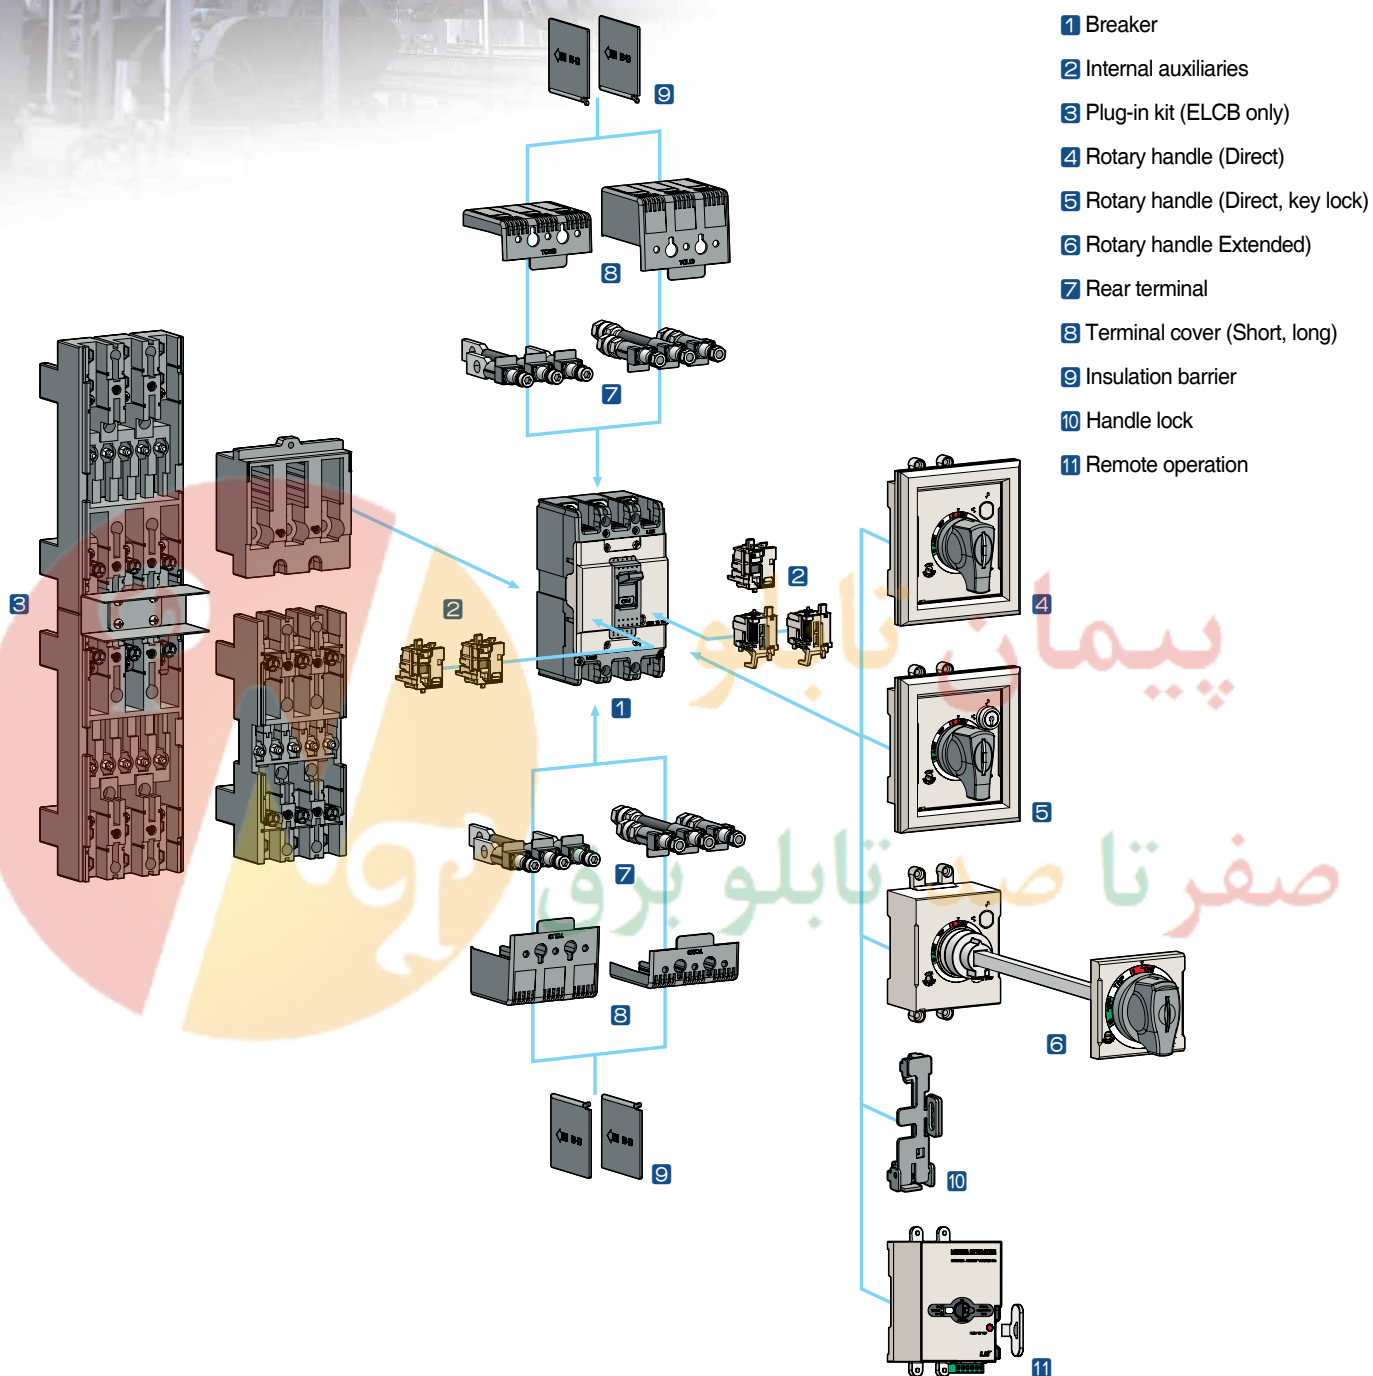 1 Breaker
2 Internal auxiliaries
3 Plug-in kit (ELCB only)
4 Rotary handle (Direct)
5 Rotary handle (Direct, key lock)
6 Rotary handle Extended)
7 Rear terminal
8 Terminal cover (Short, long)
9 Insulation barrier
10 Handle lock
11 Remote operation
9
8
7
2
2
3
4
1
5
7
8
6
9
10
11
پیمان تابلو
صفر تا صد تابلو برق